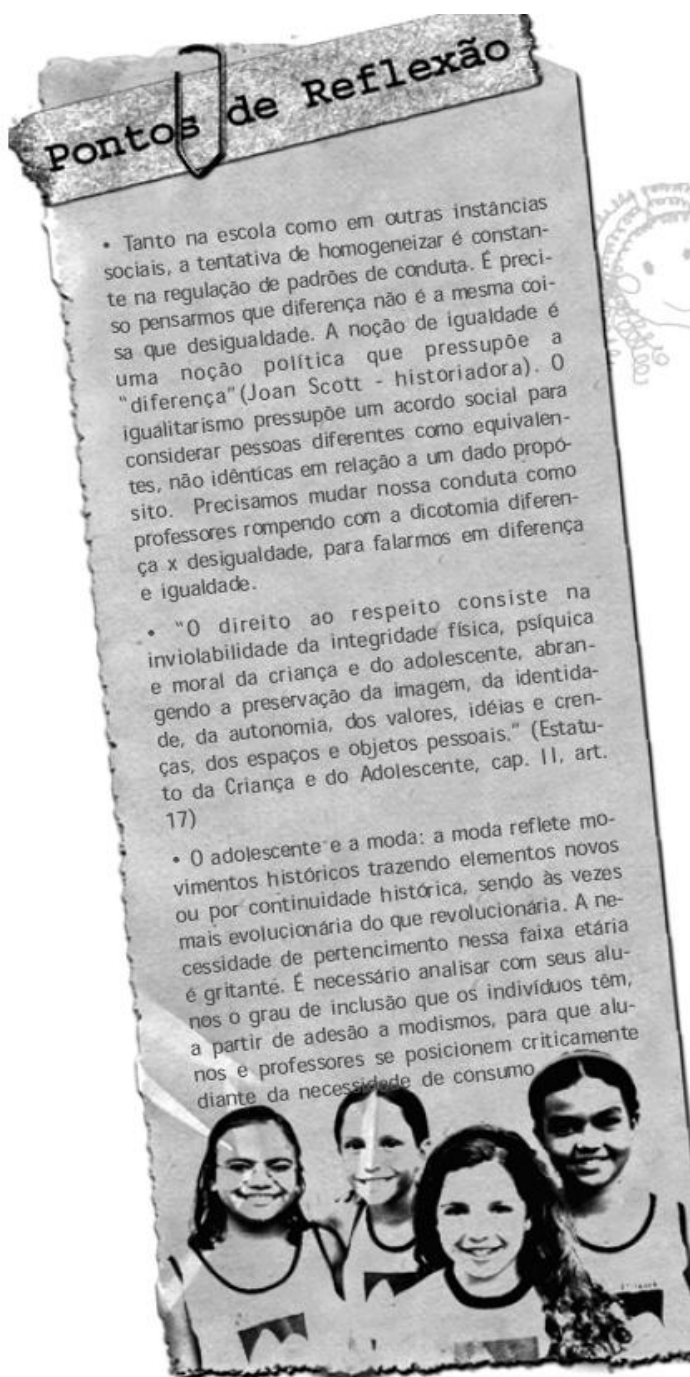 Pontos de Reflexão
• Tanto na escola como em outras instâncias
sociais, a tentativa de homogeneizar é constan-
te na regulação de padrões de conduta. É preci-
so pensarmos que diferença não é a mesma coi-
sa que desigualdade. A noção de igualdade é
uma noção política que pressupõe a
"diferença"(Joan Scott - historiadora). O
igualitarismo pressupõe um acordo social para
considerar pessoas diferentes como equivalen-
tes, não idênticas em relação a um dado propó-
sito. Precisamos mudar nossa conduta como
professores rompendo com a dicotomia diferen-
ça x desigualdade, para falarmos em diferença
e igualdade.
• "O direito ao respeito consiste na
inviolabilidade da integridade física, psíquica
e moral da criança e do adolescente, abran-
gendo a preservação da imagem, da identida-
de, da autonomia, dos valores, idéias e cren-
ças, dos espaços e objetos pessoais." (Estatu-
to da Criança e do Adolescente, cap. II, art.
17)
• O adolescente e a moda: a moda reflete mo-
vimentos históricos trazendo elementos novos
ou por continuidade histórica, sendo às vezes
mais evolucionária do que revolucionária. A ne-
cessidade de pertencimento nessa faixa etária
é gritante. É necessário analisar com seus alu-
nos o grau de inclusão que os indivíduos têm,
a partir de adesão a modismos, para que alu-
nos e professores se posicionem criticamente
diante da necessidade de consumo